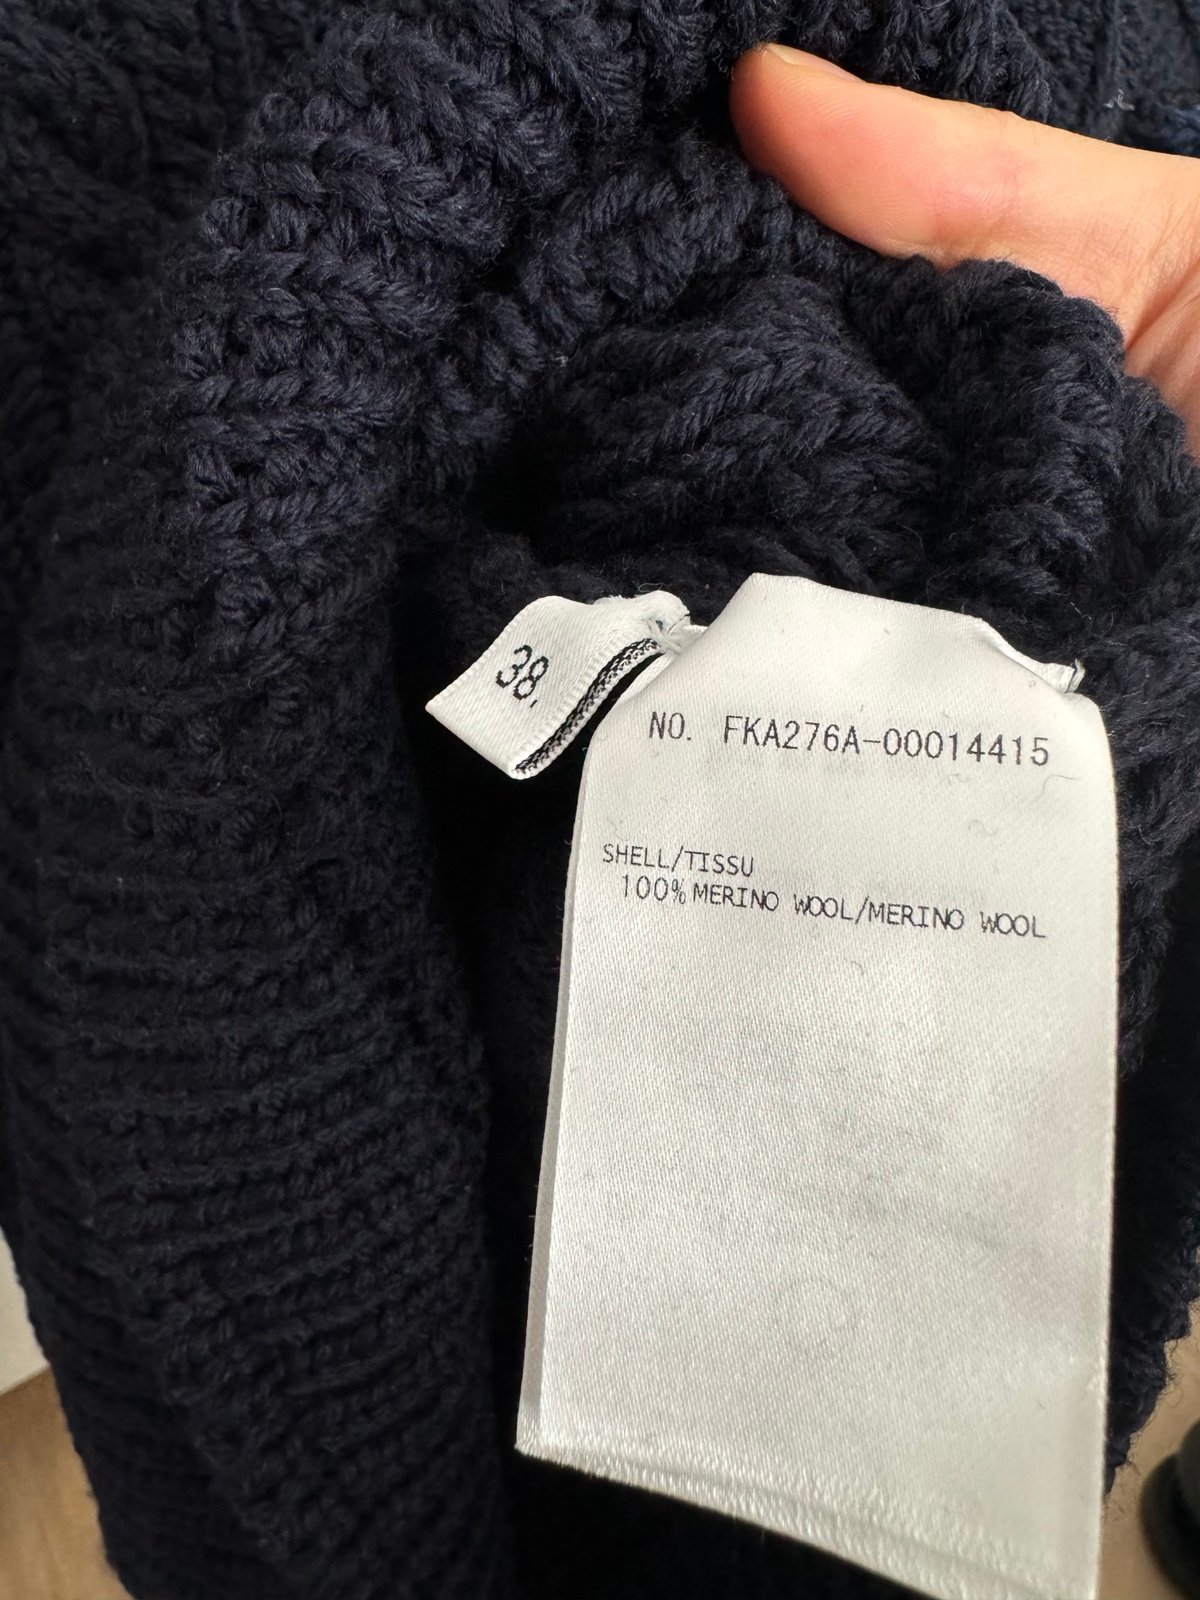 38.
NO. FKA276A-00014415
SHELL/TISSU
100% MERINO WOOL/MERINO WOOL